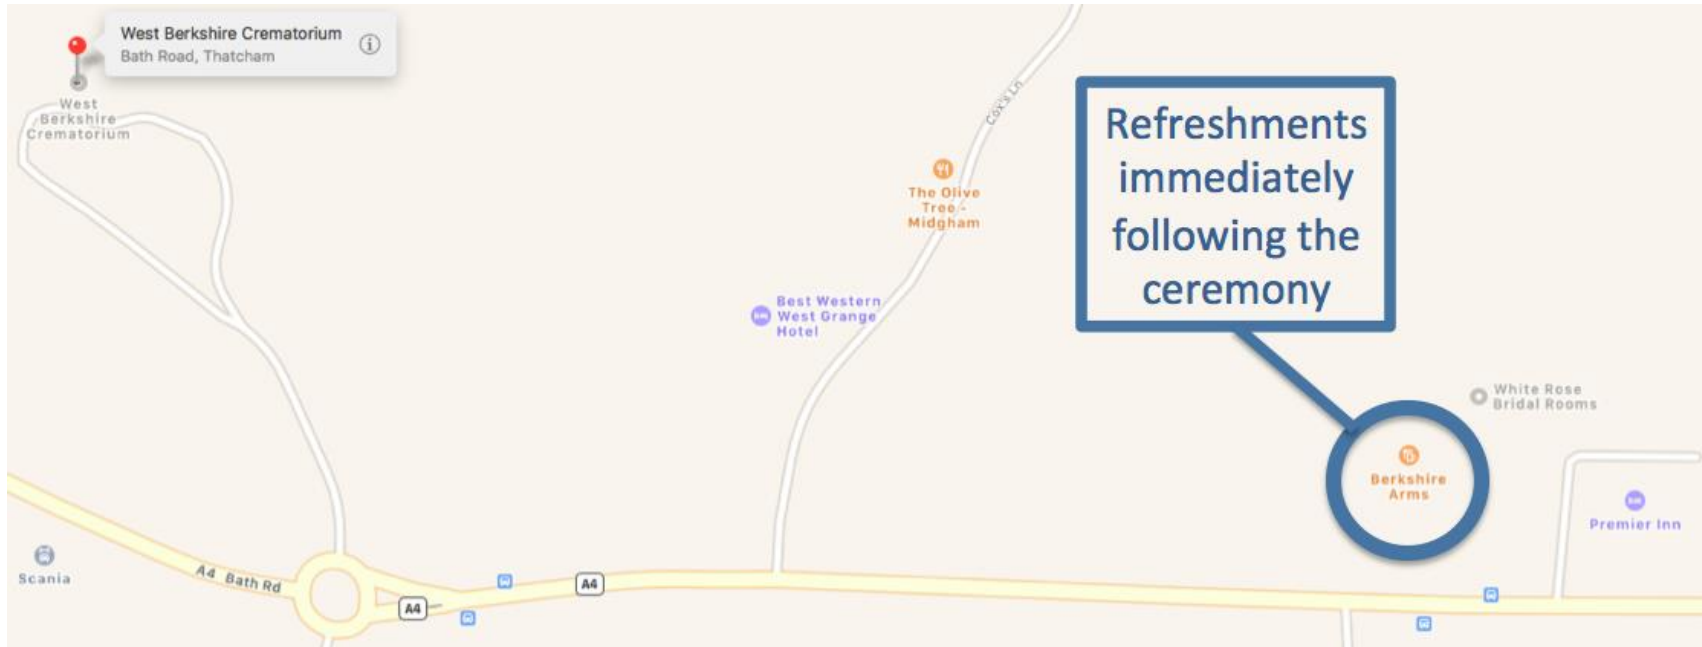 West Berkshire Crematorium
Bath Road, Thatcham
West
Berkshire
Crematorium
Cox's Ln
The Olive
Tree -
Midgham
Refreshments
immediately
following the
ceremony
Best Western
West Grange
Hotel
White Rose
Bridal Rooms
Berkshire
Arms
Premier Inn
Scania
A4 Bath Rd
A4
A4